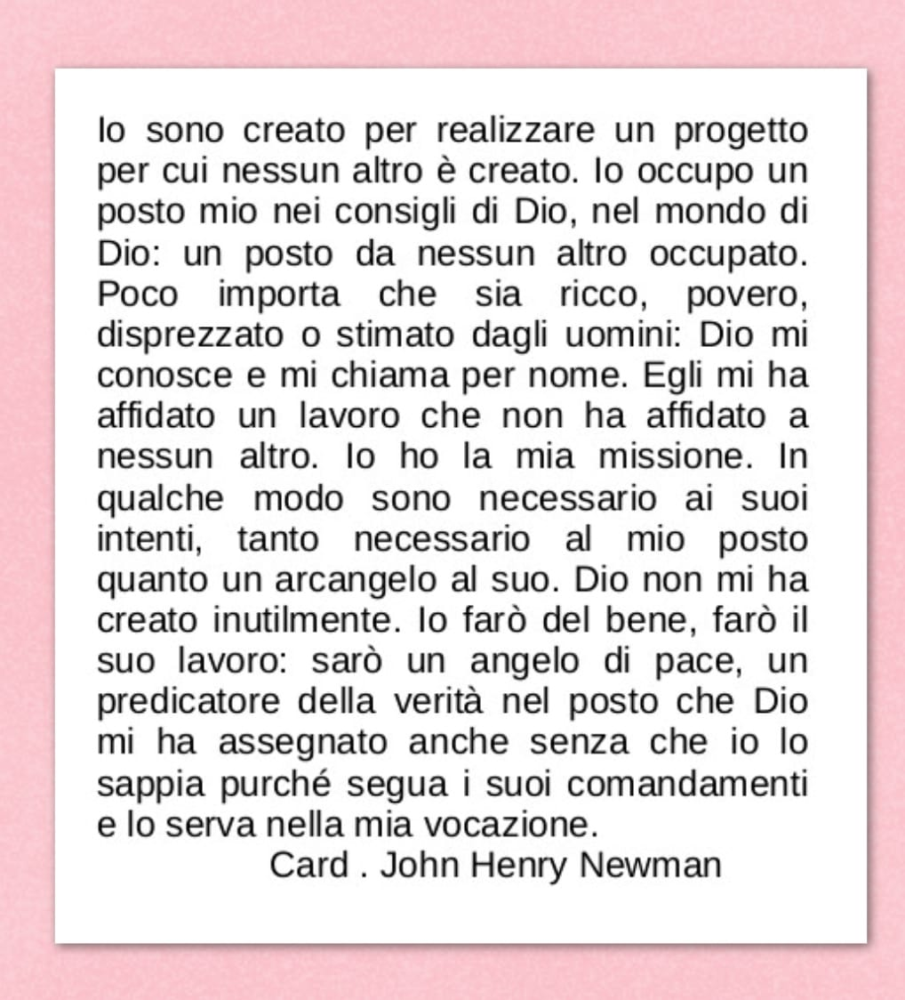 Io sono creato per realizzare un progetto
per cui nessun altro è creato. Io occupo un
posto mio nei consigli di Dio, nel mondo di
Dio: un posto da nessun altro occupato.
Poco importa che sia ricco, povero,
disprezzato o stimato dagli uomini: Dio mi
conosce e mi chiama per nome. Egli mi ha
affidato un lavoro che non ha affidato a
nessun altro. Io ho la mia missione. In
qualche modo sono necessario ai suoi
intenti, tanto necessario al mio posto
quanto un arcangelo al suo. Dio non mi ha
creato inutilmente. Io farò del bene, farò il
suo lavoro: sarò un angelo di pace, un
predicatore della verità nel posto che Dio
mi ha assegnato anche senza che io lo
sappia purché segua i suoi comandamenti
e lo serva nella mia vocazione.
Card . John Henry Newman